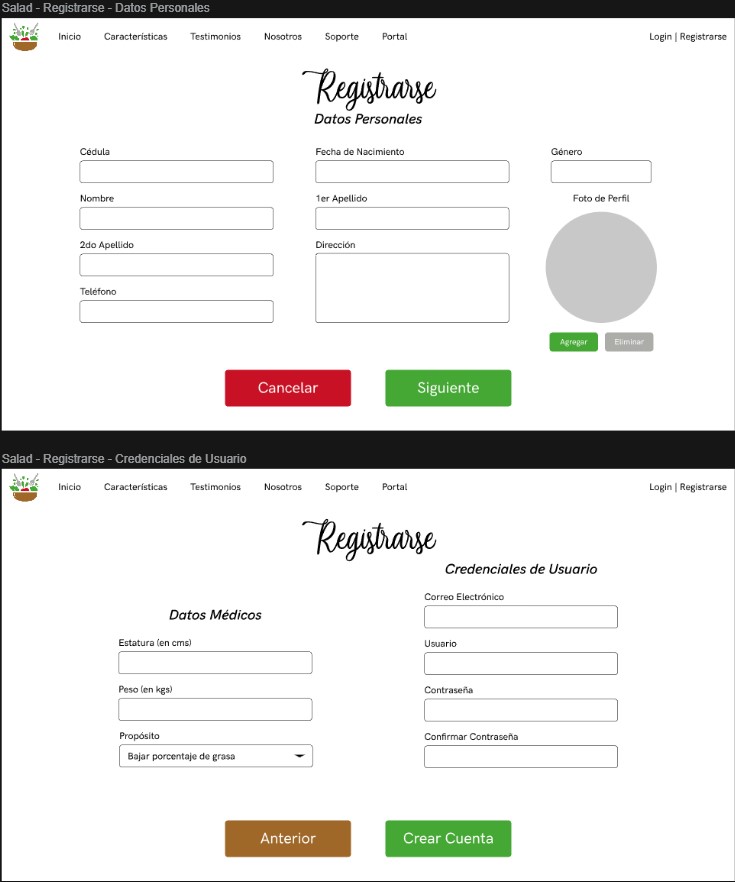 Salad - Registrarse - Datos Personales
Inicio Características Testimonios Nosotros Soporte Portal Login | Registrarse
Registrarse
Datos Personales
Cédula Fecha de Nacimiento Género
Nombre 1er Apellido Foto de Perfil
2do Apellido Dirección
Teléfono
Agregar Eliminar
Cancelar Siguiente
Salad - Registrarse - Credenciales de Usuario
Inicio Características Testimonios Nosotros Soporte Portal Login | Registrarse
Registrarse
Credenciales de Usuario
Correo Electrónico
Datos Médicos
Estatura (en cms) Usuario
Peso (en kgs) Contraseña
Propósito Confirmar Contraseña
Bajar porcentaje de grasa
Anterior Crear Cuenta